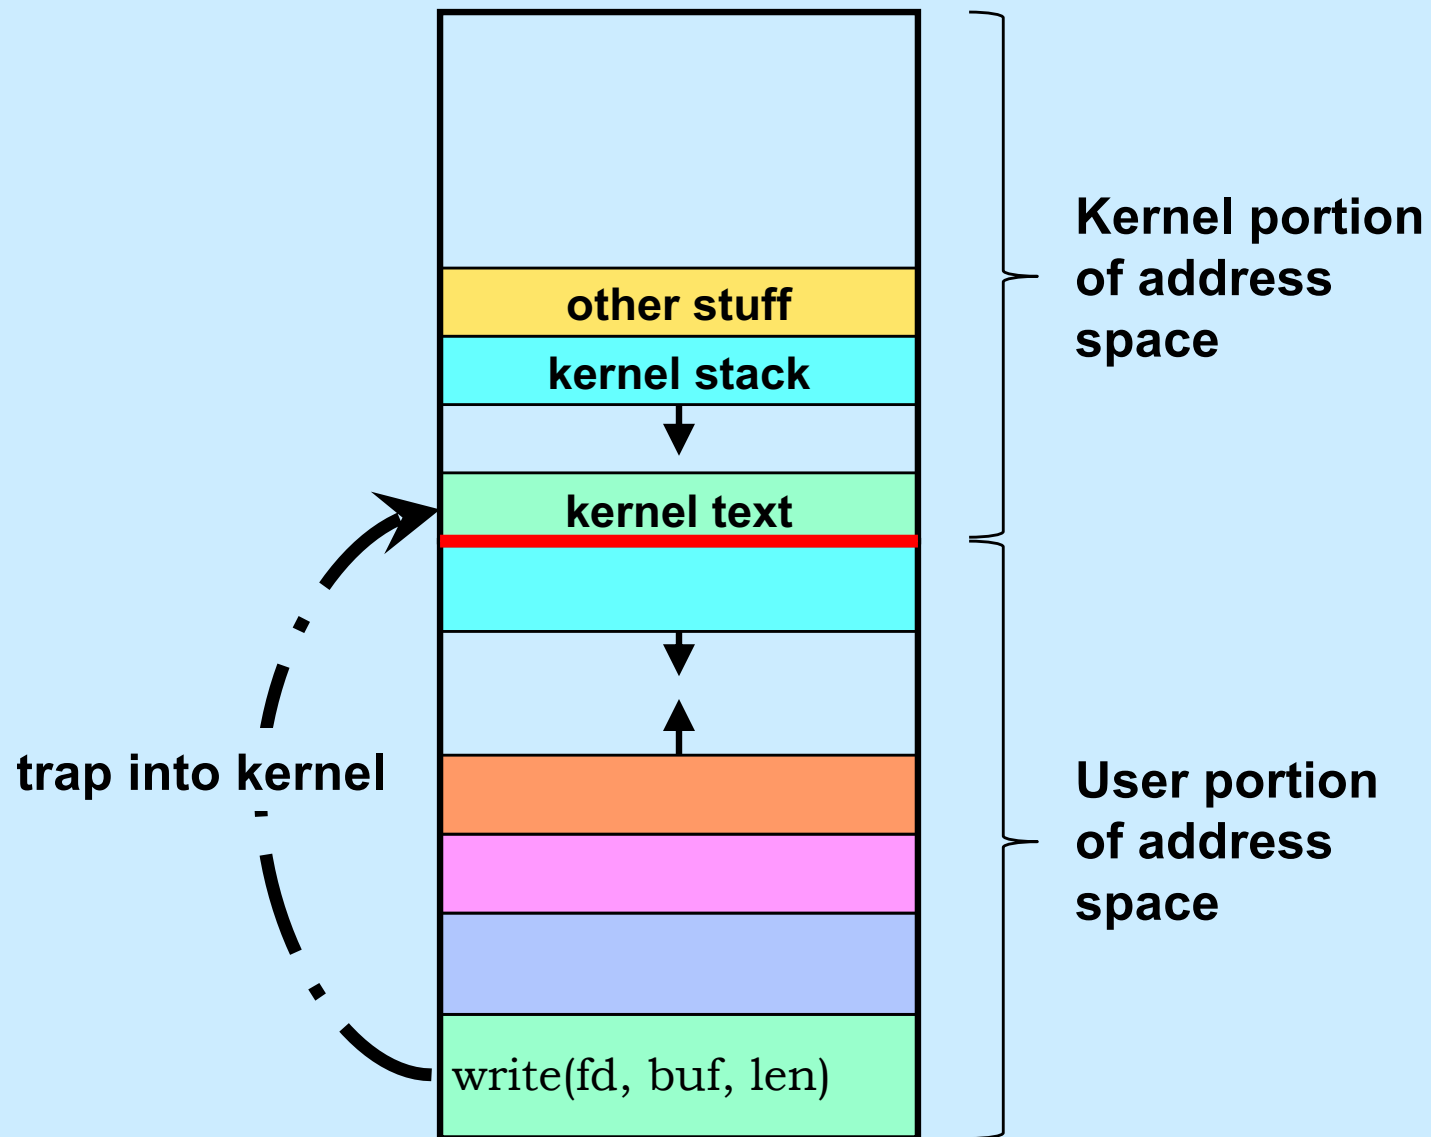 other stuff
kernel stack
kernel text
Kernel portion
of address
space
trap into kernel
User portion
of address
space
write(fd, buf, len)